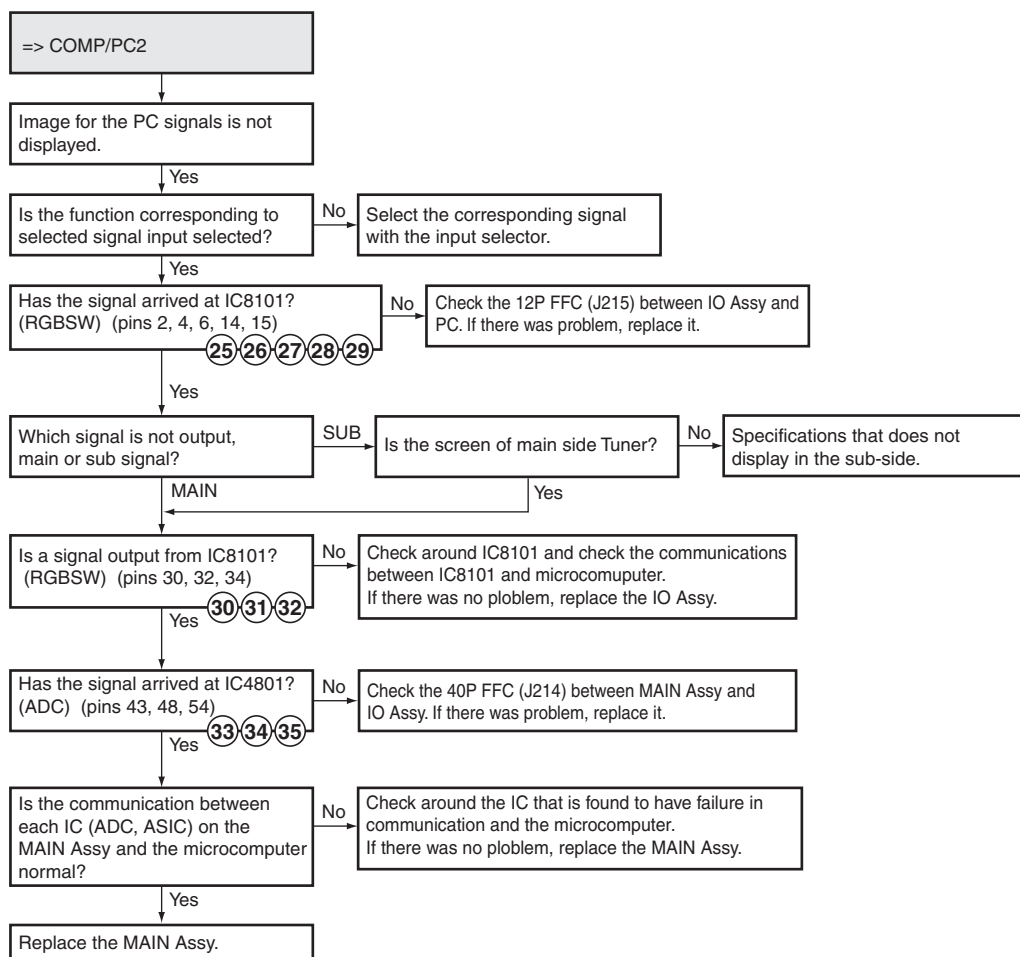 => COMP/PC2
Image for the PC signals is not
displayed.
Yes
Is the function corresponding to
selected signal input selected?
No
Select the corresponding signal
with the input selector.
Yes
Has the signal arrived at IC8101?
(RGBSW) (pins 2, 4, 6, 14, 15)
25 26 27 28 29
No
Check the 12P FFC (J215) between IO Assy and
PC. If there was problem, replace it.
Yes
Which signal is not output,
main or sub signal?
SUB
Is the screen of main side Tuner?
No
Specifications that does not
display in the sub-side.
MAIN
Yes
Is a signal output from IC8101?
(RGBSW) (pins 30, 32, 34)
30 31 32
No
Check around IC8101 and check the communications
between IC8101 and microcomuputer.
If there was no ploblem, replace the IO Assy.
Yes
Has the signal arrived at IC4801?
(ADC) (pins 43, 48, 54)
33 34 35
No
Check the 40P FFC (J214) between MAIN Assy and
IO Assy. If there was problem, replace it.
Yes
Is the communication between
each IC (ADC, ASIC) on the
MAIN Assy and the microcomputer
normal?
No
Check around the IC that is found to have failure in
communication and the microcomputer.
If there was no ploblem, replace the MAIN Assy.
Yes
Replace the MAIN Assy.